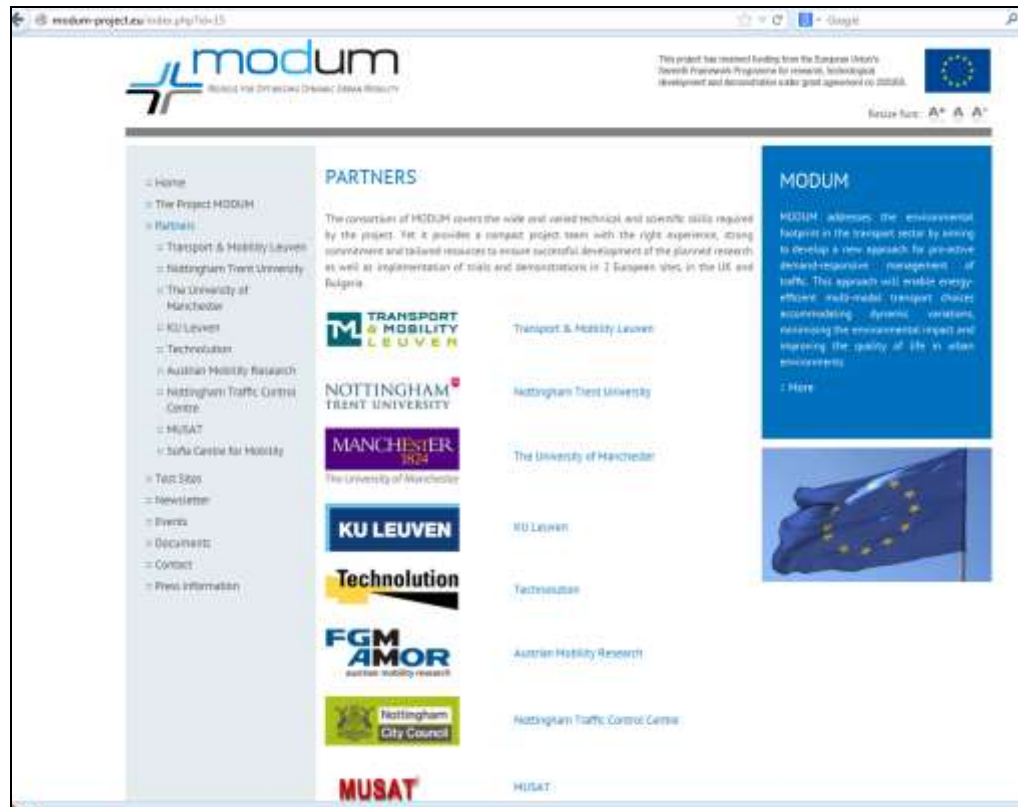 modum-project.eu/index.php?id=15
Google
modum
This project has received funding from the European Union's
Seventh Framework Programme for research, technological
development and demonstration under grant agreement no
Resize font: A+ A A-
Home
The Project MODUM
Partners
Transport & Mobility Leuven
Nottingham Trent University
The University of
Manchester
KU Leuven
Technolution
Austrian Mobility Research
Nottingham Traffic Control
Centre
MUSAT
Sofia Centre for Mobility
Test Sites
Newsletter
Events
Documents
Contact
Press Information
PARTNERS
The consortium of MODUM covers the wide and varied technical and scientific skills required
by the project. Yet it provides a compact project team with the right experience, strong
commitment and tailored resources to ensure successful development of the planned research
as well as implementation of trials and demonstrations in 2 European sites, in the UK and
Bulgaria.
TM TRANSPORT
& MOBILITY
LEUVEN
Transport & Mobility Leuven
NOTTINGHAM
TRENT UNIVERSITY
Nottingham Trent University
MANCHESTER
1824
The University of Manchester
The University of Manchester
KU LEUVEN
KU Leuven
Technolution
Technolution
FGM
AMOR
austrian mobility research
Austrian Mobility Research
Nottingham
City Council
Nottingham Traffic Control Centre
MUSAT
MUSAT
MODUM
MODUM addresses the environmental
footprint in the transport sector by aiming
to develop a new approach for pro-active
demand-responsive management of
traffic. This approach will enable energy-
efficient multi-modal transport choices
accommodating dynamic variations,
minimising the environmental impact and
improving the quality of life in urban
environments.
:: More